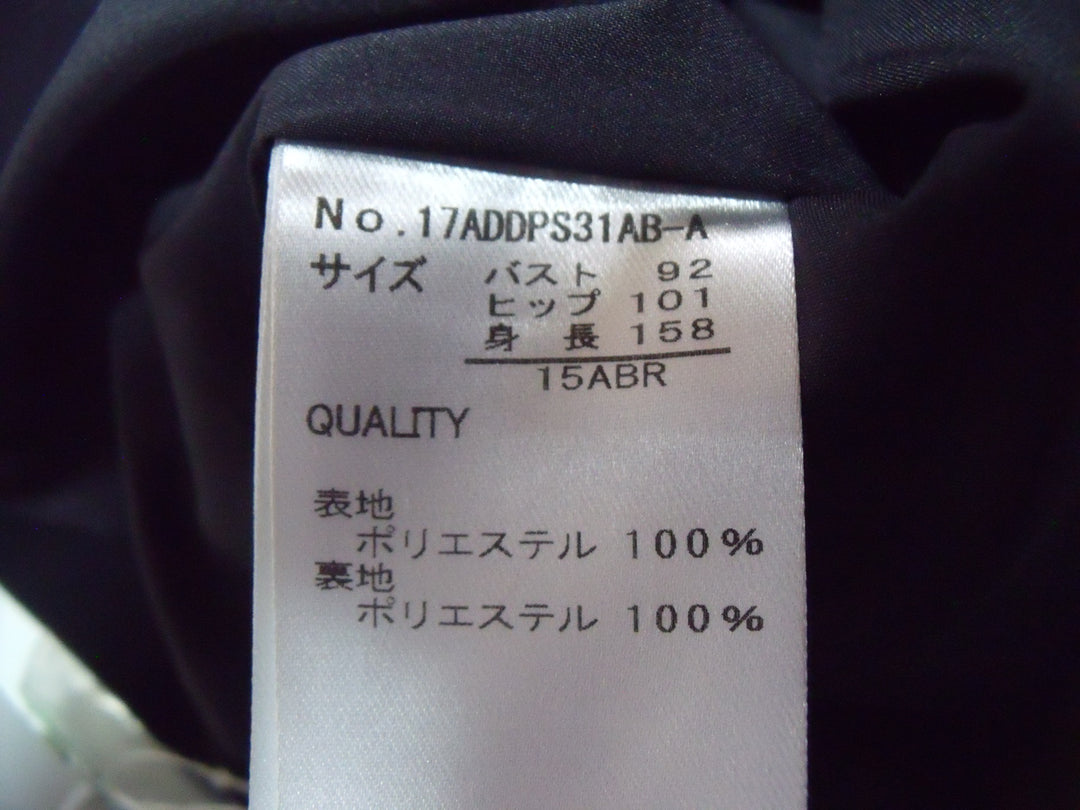 No.17ADDPS31AB-A
サイズ バスト 92
ヒップ 101
身長 158
15ABR
QUALITY
表地
ポリエステル 100%
裏地
ポリエステル 100%